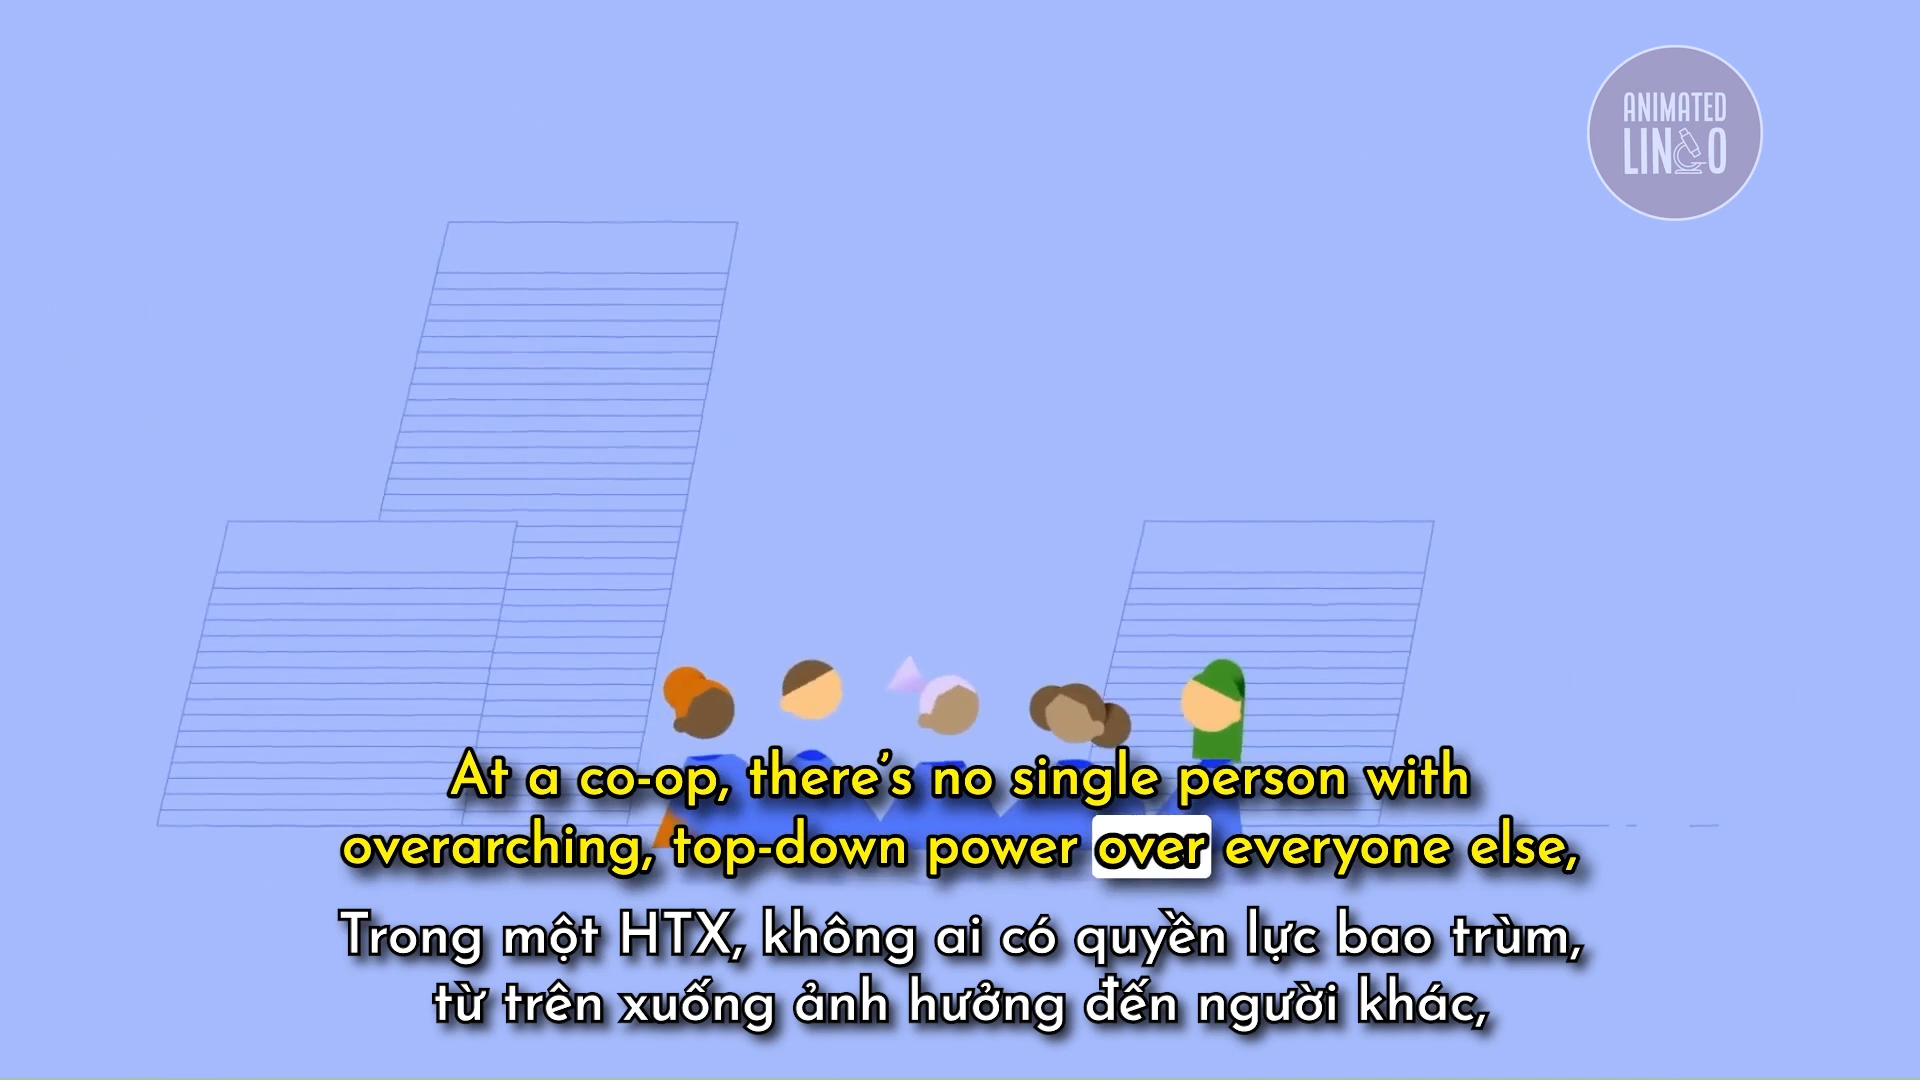 ANIMATED
LINGO
At a co-op, there's no single person with
overarching, top-down power over everyone else,
Trong một HTX, không ai có quyền lực bao trùm,
từ trên xuống ảnh hưởng đến người khác,